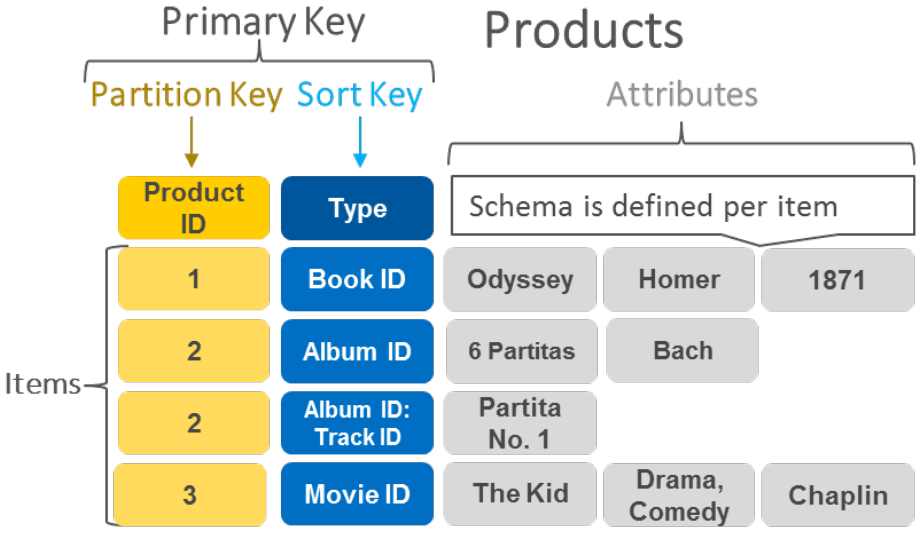 Primary Key
Products
Partition Key
Sort Key
Attributes
Product
ID
Type
Schema is defined per item
Items
1
Book ID
Odyssey
Homer
1871
2
Album ID
6 Partitas
Bach
2
Album ID:
Track ID
Partita
No. 1
3
Movie ID
The Kid
Drama,
Comedy
Chaplin